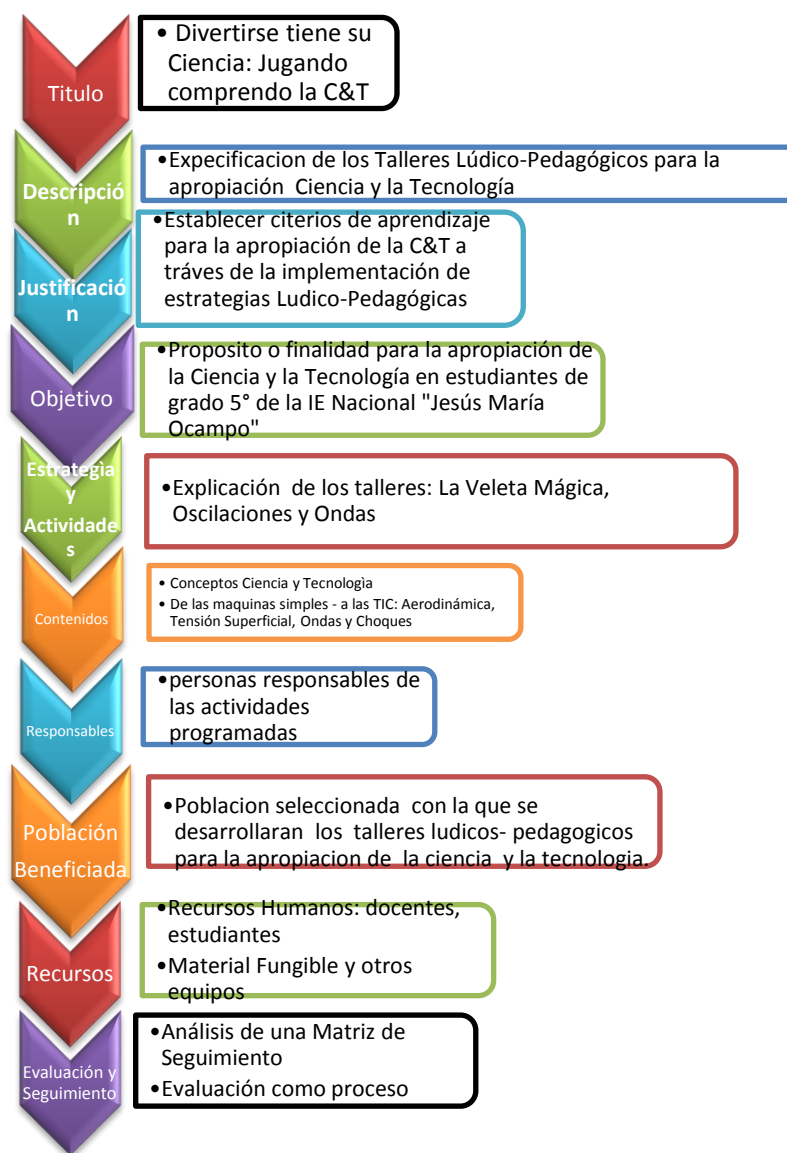 Titulo
• Divertirse tiene su
Ciencia: Jugando
comprendo la C&T
Descripció
n
•Expecificacion de los Talleres Lúdico-Pedagógicos para la
apropiación Ciencia y la Tecnología
Justificació
n
•Establecer criterios de aprendizaje
para la apropiación de la C&T a
tráves de la implementación de
estrategias Ludico-Pedagógicas
Objetivo
•Proposito o finalidad para la apropiación de
la Ciencia y la Tecnología en estudiantes de
grado 5° de la IE Nacional "Jesús María
Ocampo"
Estrategìa
y
Actividade
s
•Explicación de los talleres: La Veleta Mágica,
Oscilaciones y Ondas
Contenidos
• Conceptos Ciencia y Tecnologìa
• De las maquinas simples - a las TIC: Aerodinámica,
Tensión Superficial, Ondas y Choques
Responsables
•personas responsables de
las actividades
programadas
Población
Beneficiada
•Poblacion seleccionada con la que se
desarrollaran los talleres ludicos- pedagogicos
para la apropiacion de la ciencia y la tecnologia.
Recursos
•Recursos Humanos: docentes,
estudiantes
•Material Fungible y otros
equipos
Evaluación y
Seguimiento
•Análisis de una Matriz de
Seguimiento
•Evaluación como proceso